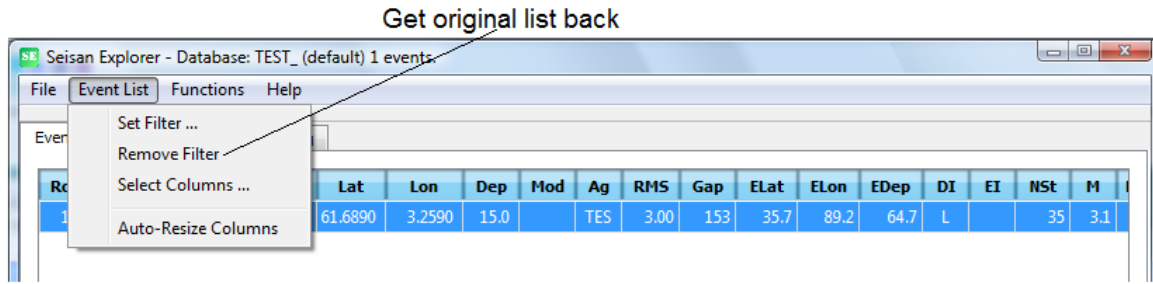 Get original list back
Seisan Explorer - Database: TEST_ (default) 1 events.
File Event List Functions Help
Set Filter ...
Even
Remove Filter
Select Columns ...
Auto-Resize Columns
Ro Lat Lon Dep Mod Ag RMS Gap ELat ELon EDep DI EI NSt M
1 61.6890 3.2590 15.0 TES 3.00 153 35.7 89.2 64.7 L 35 3.1